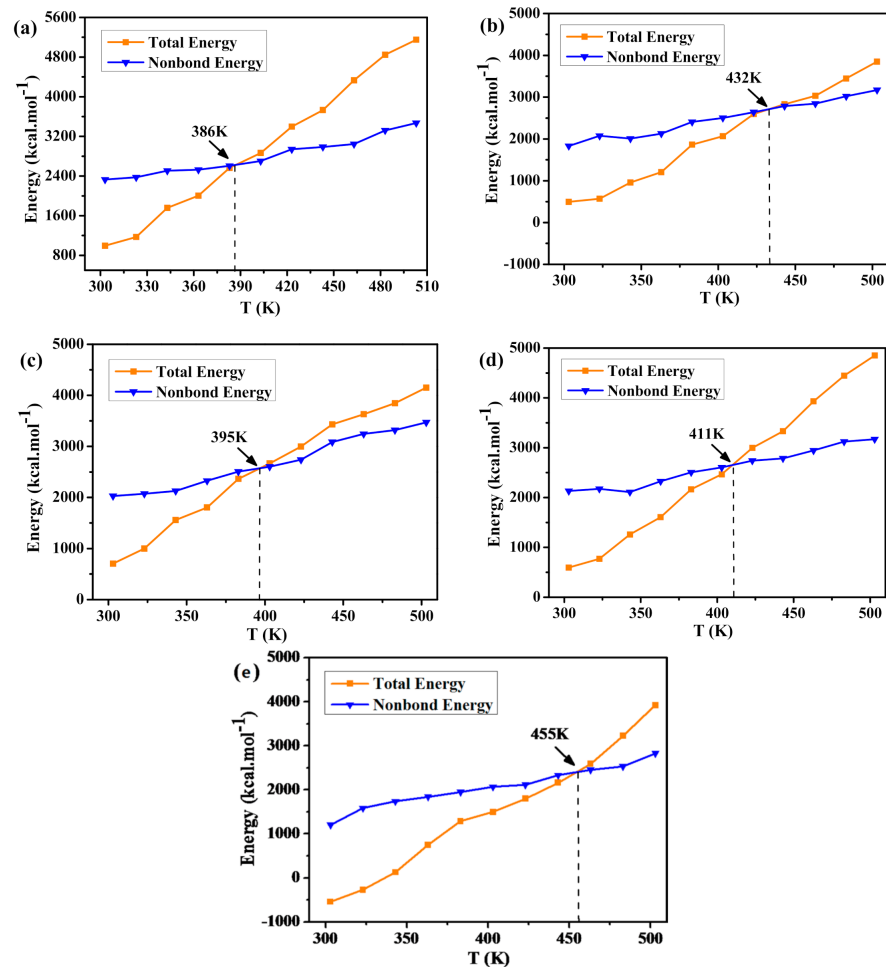 (a)
Total Energy
Nonbond Energy
386K
Energy (kcal.mol⁻¹)
5600
4800
4000
3200
2400
1600
800
300 330 360 390 420 450 480 510
T (K)
(b)
Total Energy
Nonbond Energy
432K
Energy (kcal.mol⁻¹)
5000
4000
3000
2000
1000
0
-1000
300 350 400 450 500
T (K)
(c)
Total Energy
Nonbond Energy
395K
Energy (kcal.mol⁻¹)
5000
4000
3000
2000
1000
0
300 350 400 450 500
T (K)
(d)
Total Energy
Nonbond Energy
411K
Energy (kcal.mol⁻¹)
5000
4000
3000
2000
1000
0
300 350 400 450 500
T (K)
(e)
Total Energy
Nonbond Energy
455K
Energy (kcal.mol⁻¹)
5000
4000
3000
2000
1000
0
-1000
300 350 400 450 500
T (K)